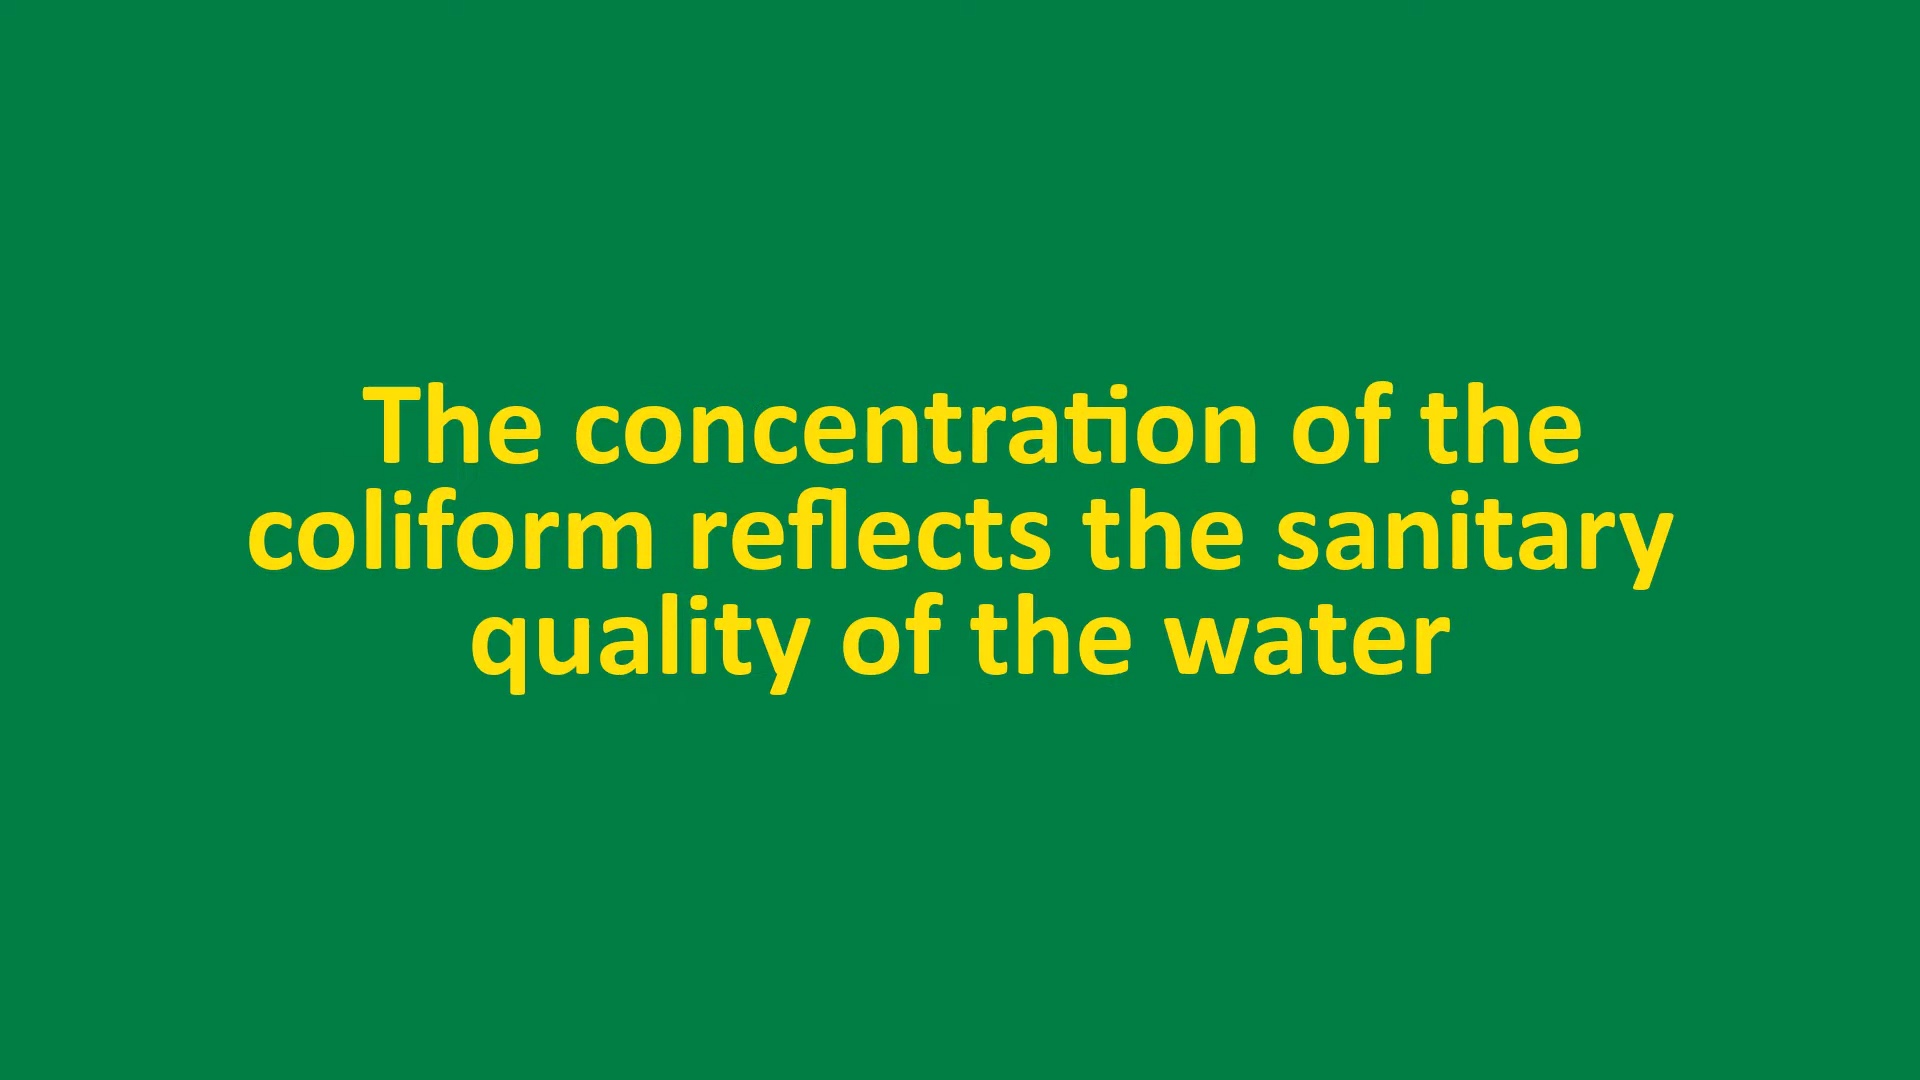 The concentration of the
coliform reflects the sanitary
quality of the water